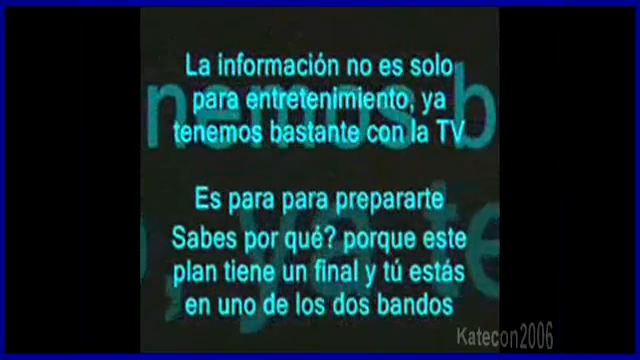 La información no es solo
para entretenimiento, ya
tenemos bastante con la TV
Es para para prepararte
Sabes por qué? porque este
plan tiene un final y tú estás
en uno de los dos bandos
Katecon2006